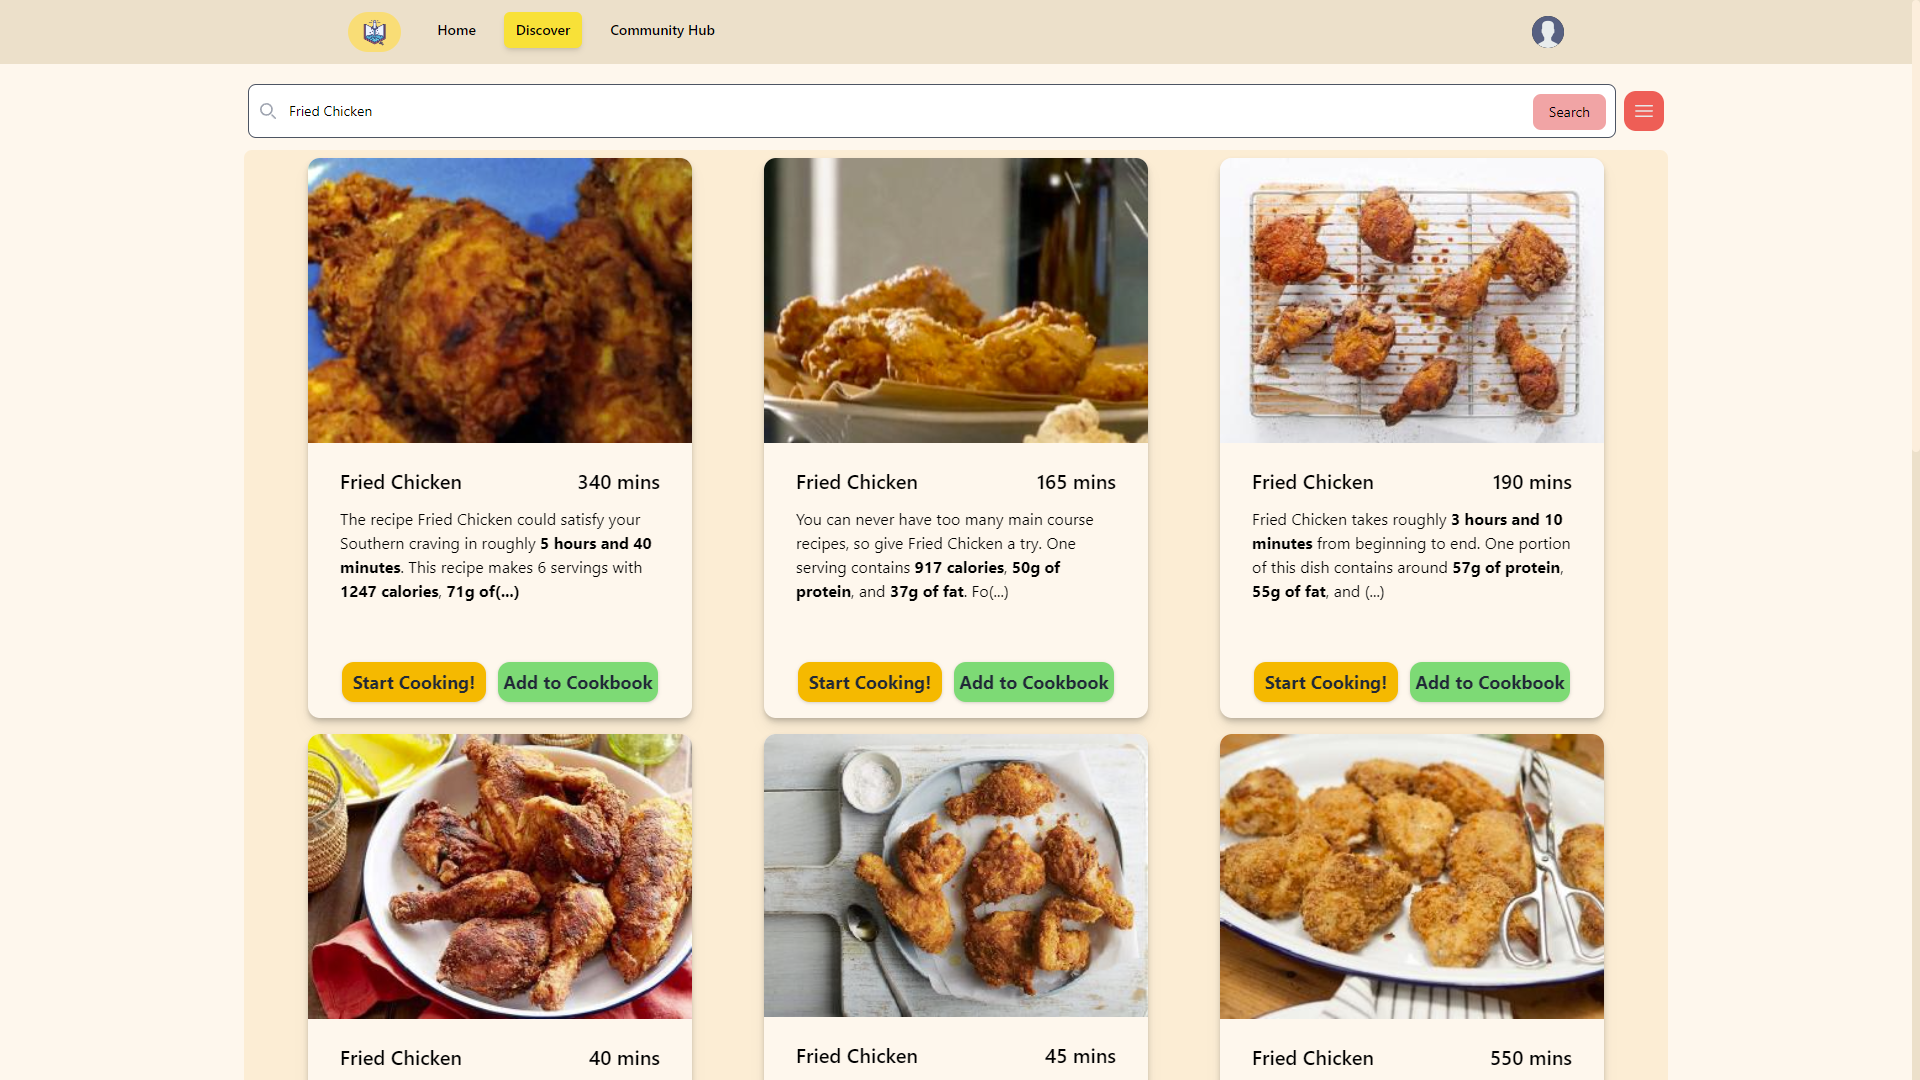 Home
Discover
Community Hub
Fried Chicken
Search
Fried Chicken 340 mins
The recipe Fried Chicken could satisfy your
Southern craving in roughly 5 hours and 40
minutes. This recipe makes 6 servings with
1247 calories, 71g of(...)
Start Cooking!
Add to Cookbook
Fried Chicken 165 mins
You can never have too many main course
recipes, so give Fried Chicken a try. One
serving contains 917 calories, 50g of
protein, and 37g of fat. Fo(...)
Start Cooking!
Add to Cookbook
Fried Chicken 190 mins
Fried Chicken takes roughly 3 hours and 10
minutes from beginning to end. One portion
of this dish contains around 57g of protein,
55g of fat, and (...)
Start Cooking!
Add to Cookbook
Fried Chicken 40 mins
Fried Chicken 45 mins
Fried Chicken 550 mins